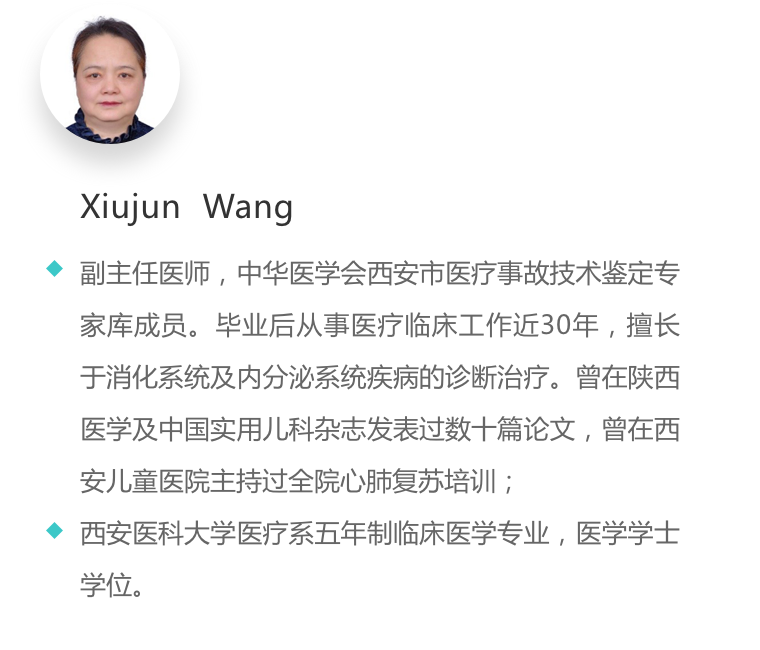 Xiujun Wang
副主任医师，中华医学会西安市医疗事故技术鉴定专
家库成员。毕业后从事医疗临床工作近30年，擅长
于消化系统及内分泌系统疾病的诊断治疗。曾在陕西
医学及中国实用儿科杂志发表过数十篇论文，曾在西
安儿童医院主持过全院心肺复苏培训；
西安医科大学医疗系五年制临床医学专业，医学学士
学位。